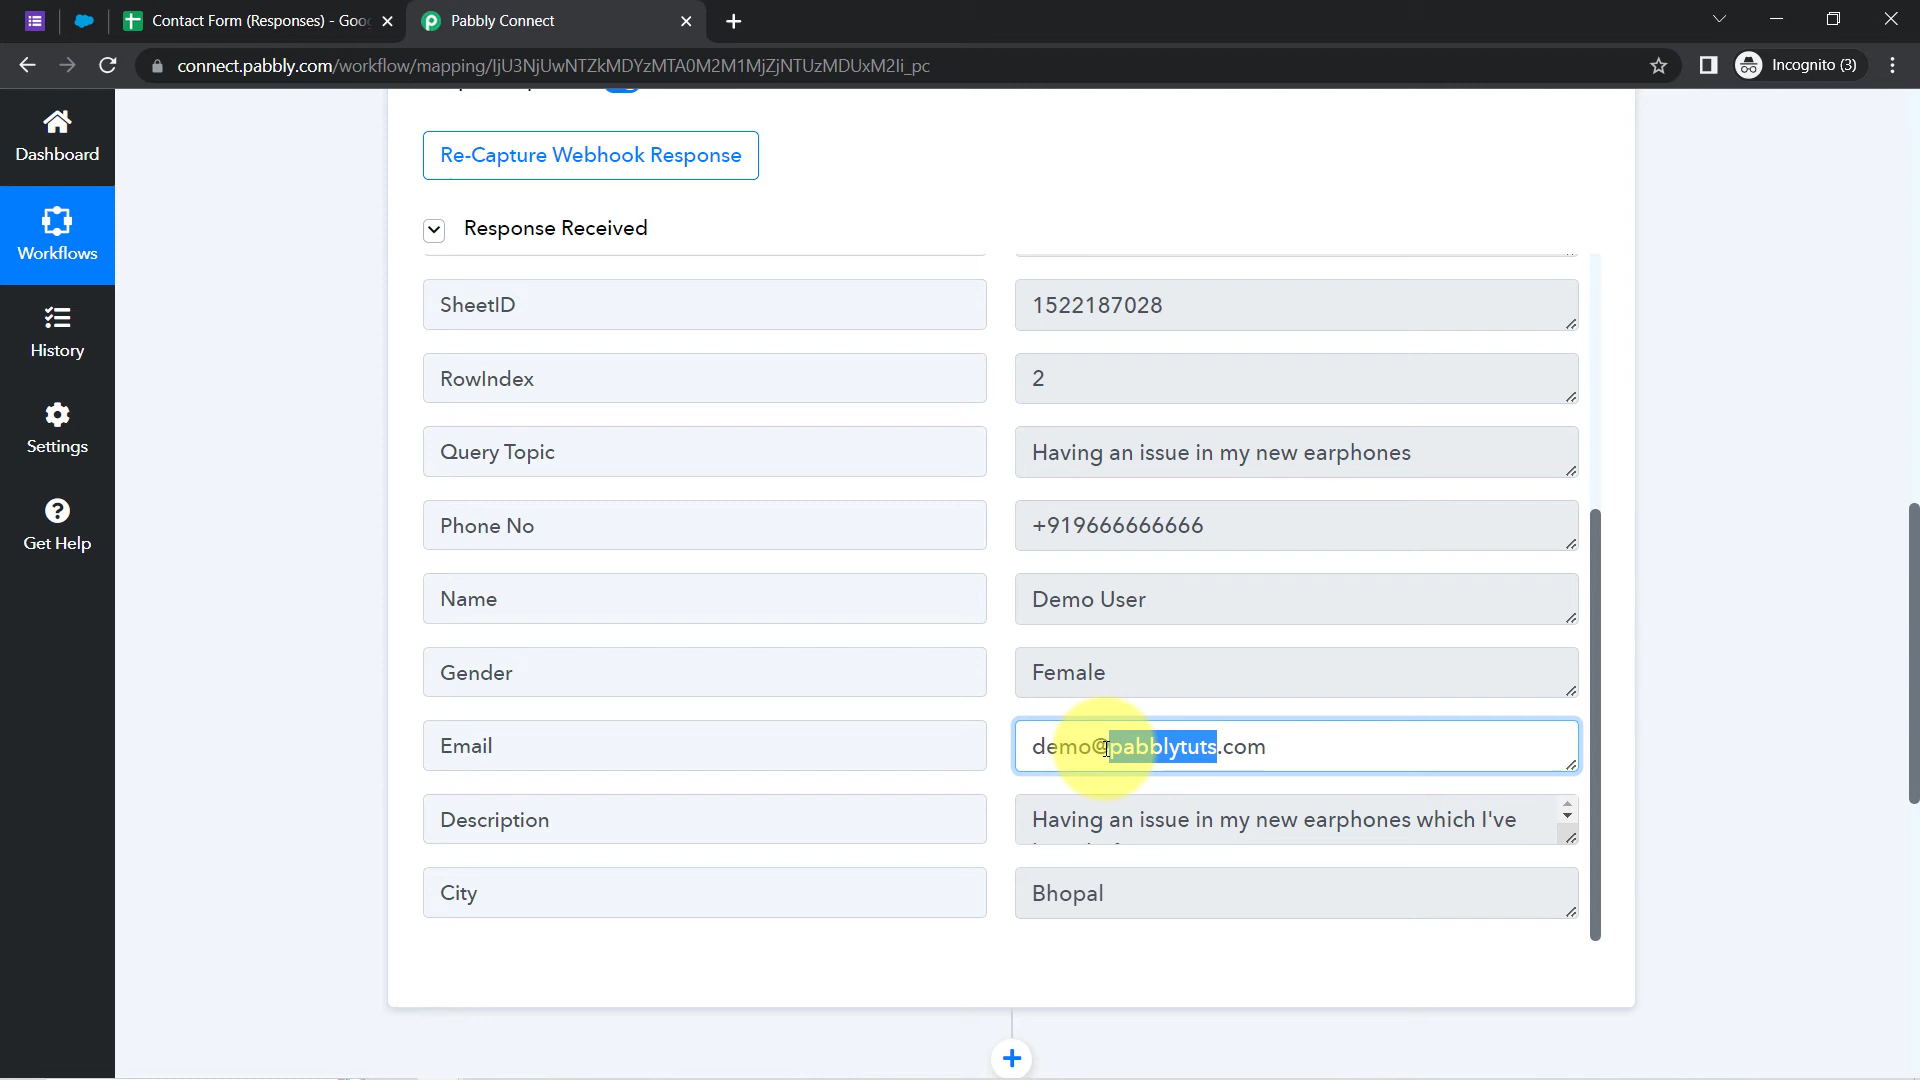 Contact Form (Responses) - Goo
Pabbly Connect
connect.pabbly.com/workflow/mapping/IjU3NjUwNTZkMDYzMTA0M2M1MjZjNTUzMDUxM2Ii_pc
Incognito (3)
Dashboard
Workflows
History
Settings
Get Help
Re-Capture Webhook Response
Response Received
SheetID
1522187028
RowIndex
2
Query Topic
Having an issue in my new earphones
Phone No
+919666666666
Name
Demo User
Gender
Female
Email
demo@pabblytuts.com
Description
Having an issue in my new earphones which I've
City
Bhopal